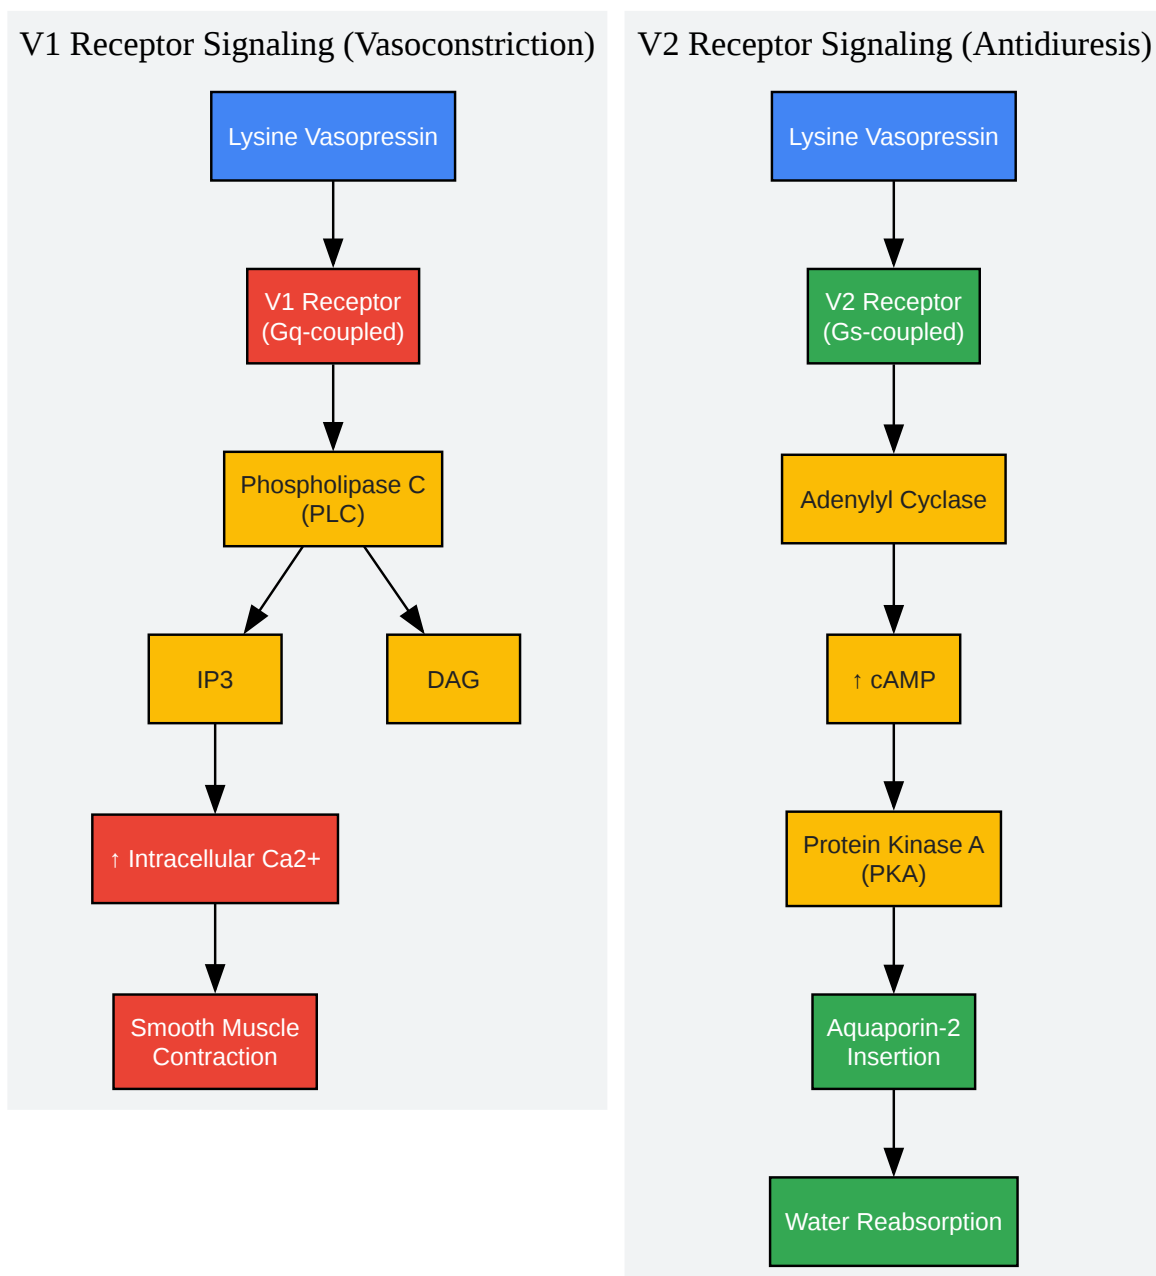 V1 Receptor Signaling (Vasoconstriction)
Lysine Vasopressin
V1 Receptor
(Gq-coupled)
Phospholipase C
(PLC)
IP3
DAG
↑ Intracellular Ca2+
Smooth Muscle
Contraction
V2 Receptor Signaling (Antidiuresis)
Lysine Vasopressin
V2 Receptor
(Gs-coupled)
Adenylyl Cyclase
↑ cAMP
Protein Kinase A
(PKA)
Aquaporin-2
Insertion
Water Reabsorption